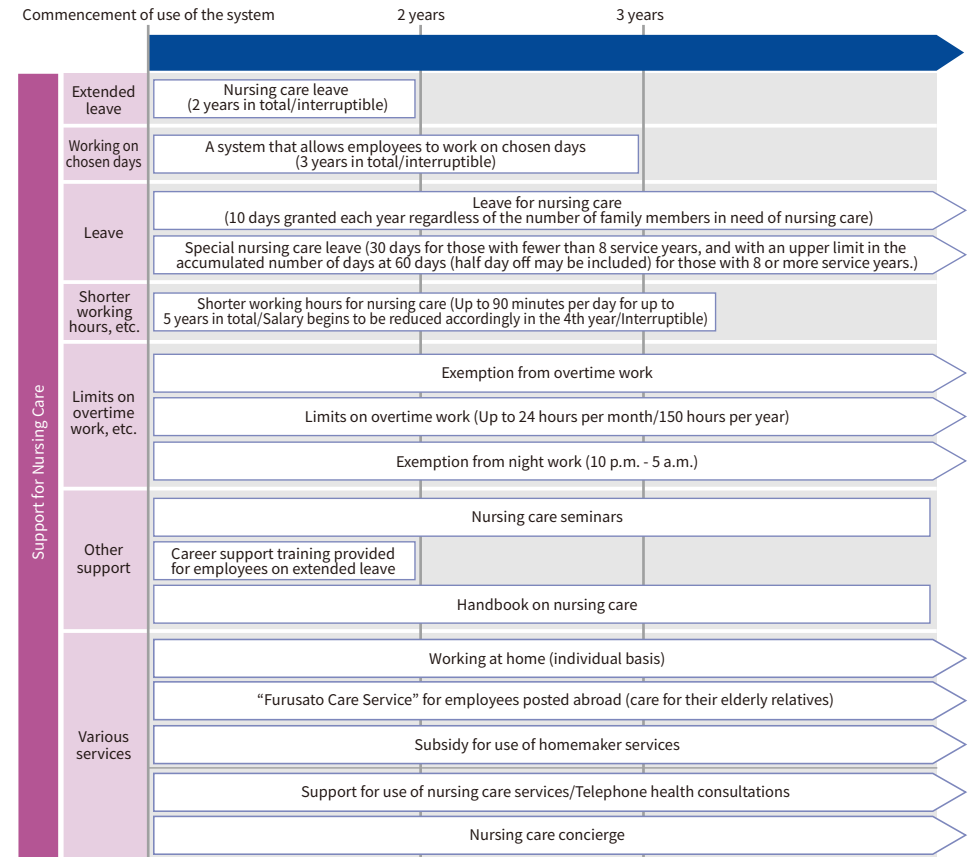 Commencement of use of the system
2 years
3 years
Support for Nursing Care
Extended
leave
Nursing care leave
(2 years in total/interruptible)
Working on
chosen days
A system that allows employees to work on chosen days
(3 years in total/interruptible)
Leave
Leave for nursing care
(10 days granted each year regardless of the number of family members in need of nursing care)
Special nursing care leave (30 days for those with fewer than 8 service years, and with an upper limit in the
accumulated number of days at 60 days (half day off may be included) for those with 8 or more service years.)
Shorter
working
hours, etc.
Shorter working hours for nursing care (Up to 90 minutes per day for up to
5 years in total/Salary begins to be reduced accordingly in the 4th year/Interruptible)
Limits on
overtime
work, etc.
Exemption from overtime work
Limits on overtime work (Up to 24 hours per month/150 hours per year)
Exemption from night work (10 p.m. - 5 a.m.)
Other
support
Nursing care seminars
Career support training provided
for employees on extended leave
Handbook on nursing care
Various
services
Working at home (individual basis)
“Furusato Care Service” for employees posted abroad (care for their elderly relatives)
Subsidy for use of homemaker services
Support for use of nursing care services/Telephone health consultations
Nursing care concierge